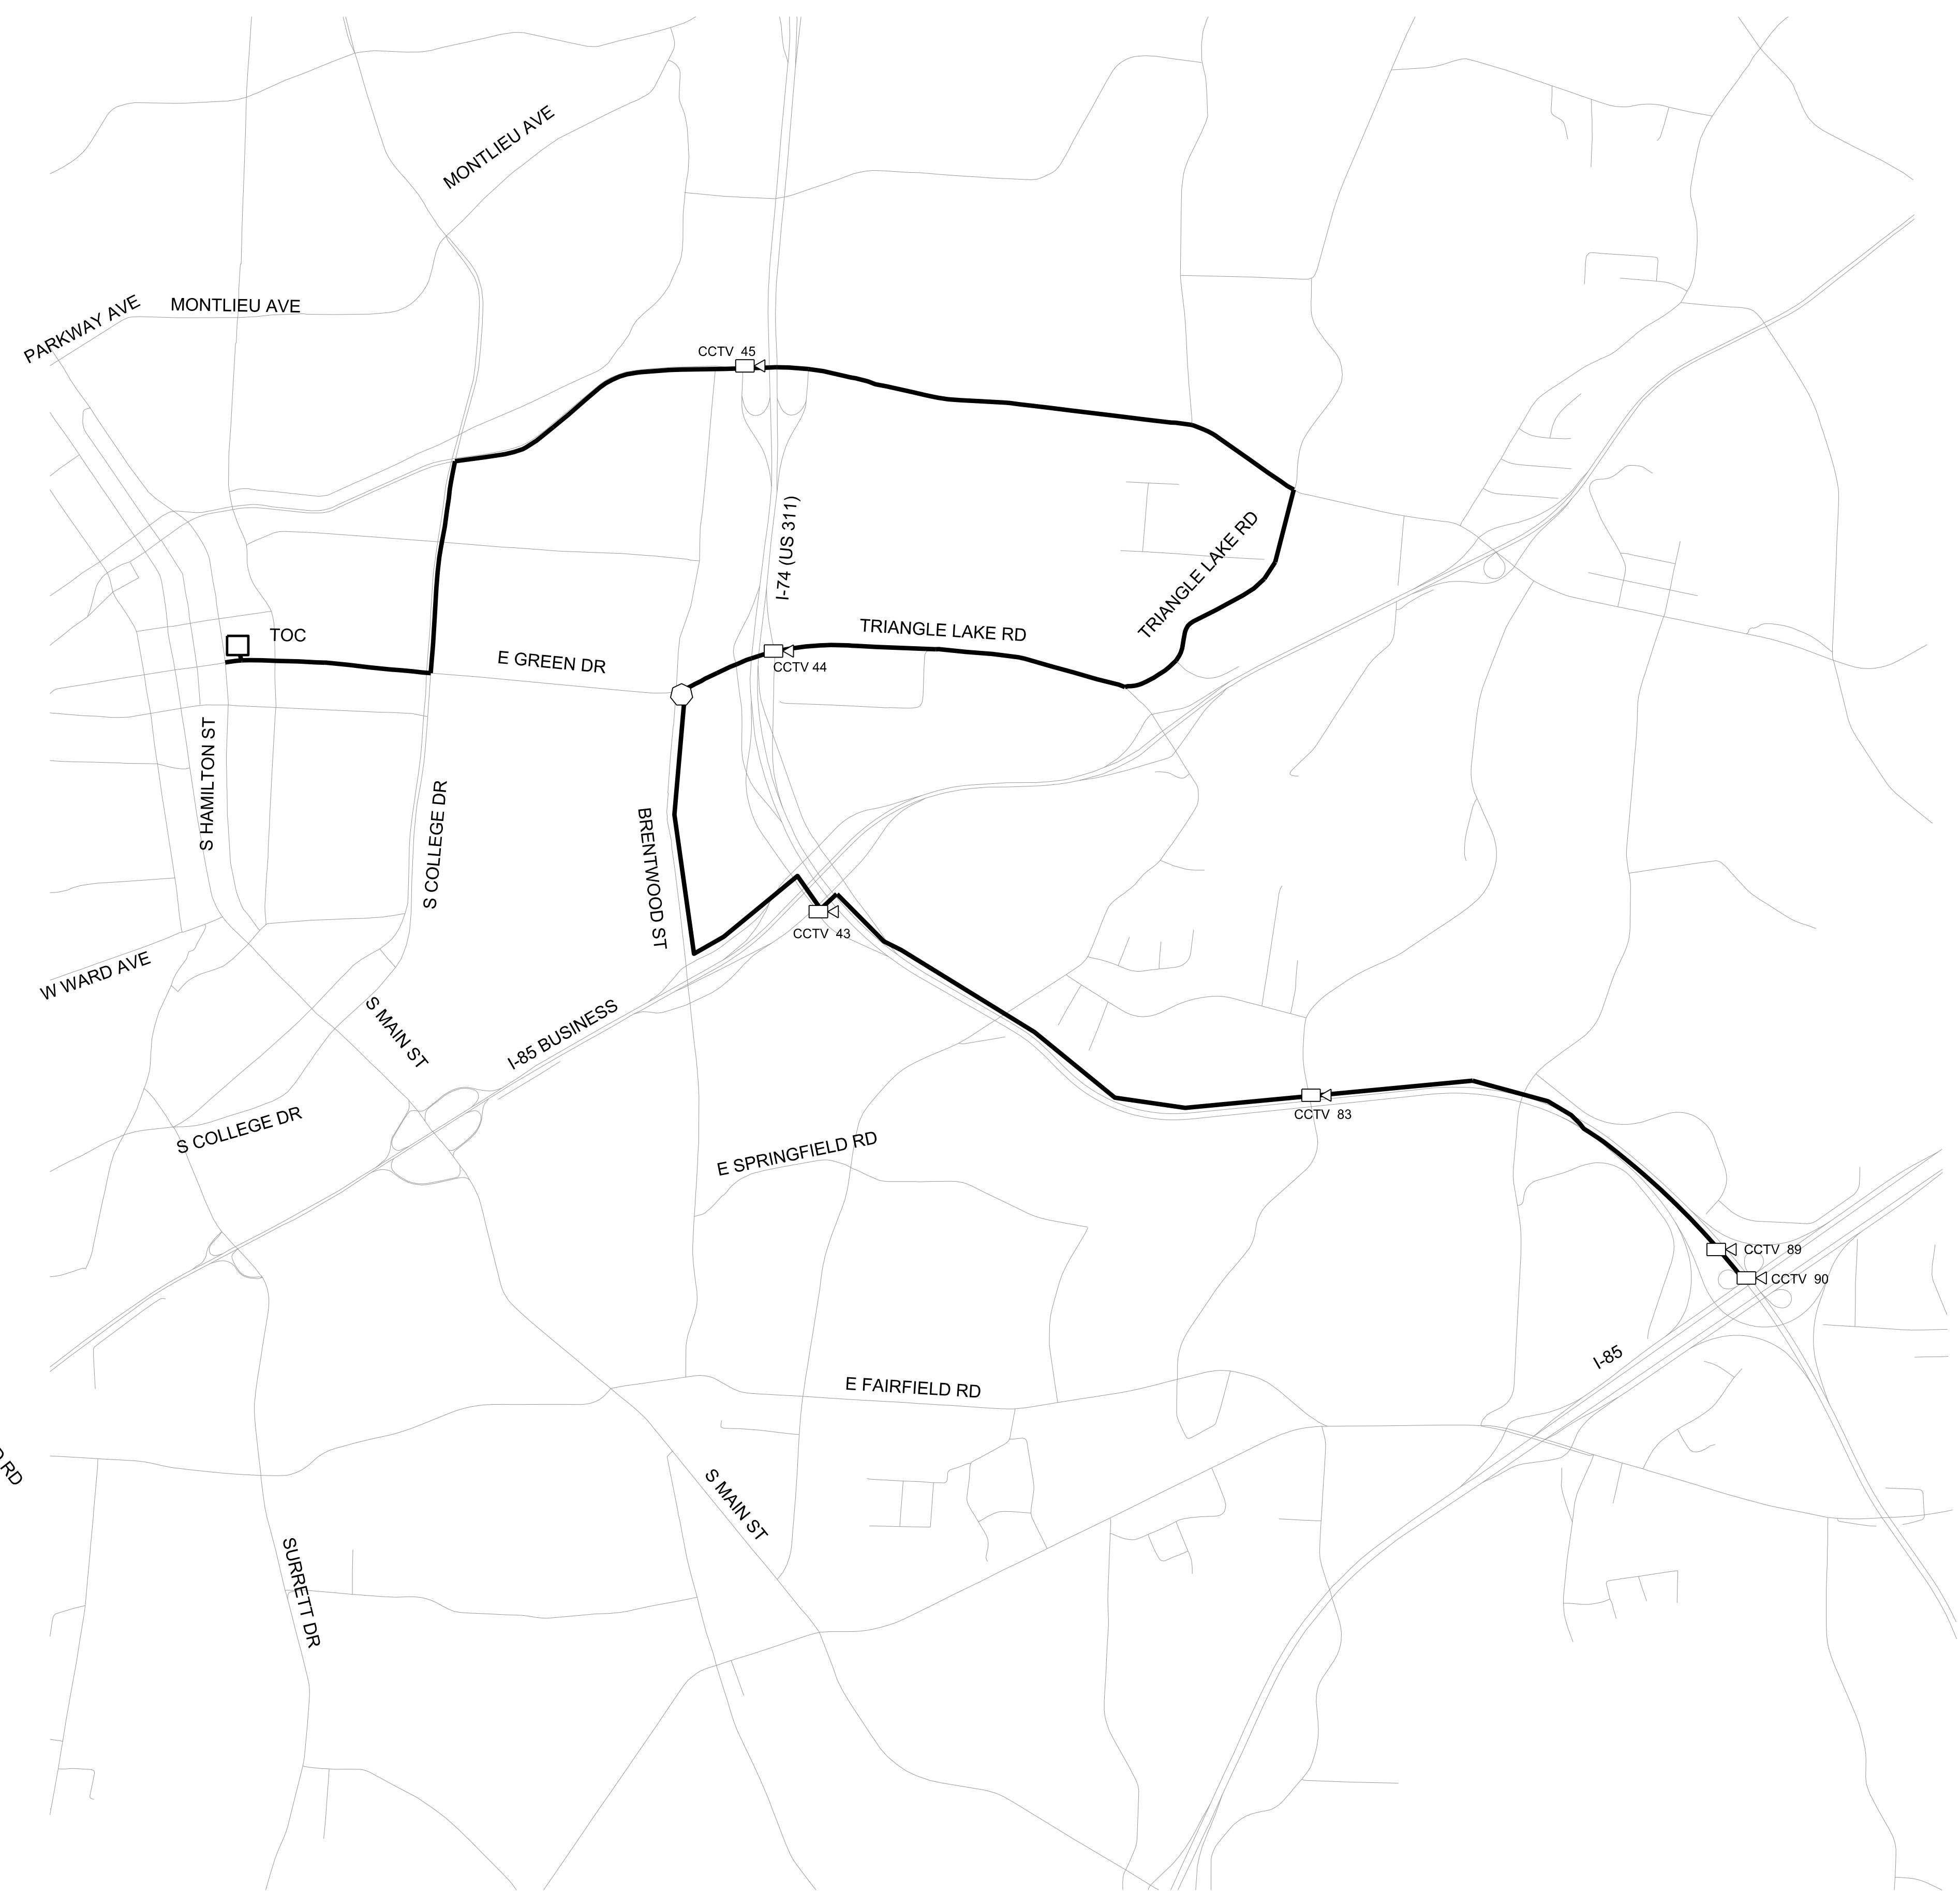 MONTLIEU AVE
PARKWAY AVE
MONTLIEU AVE
CCTV 45
I-74 (US 311)
TRIANGLE LAKE RD
TOC
TRIANGLE LAKE RD
E GREEN DR
CCTV 44
S HAMILTON ST
S COLLEGE DR
BRENTWOOD ST
CCTV 43
W WARD AVE
S MAIN ST
I-85 BUSINESS
CCTV 83
S COLLEGE DR
E SPRINGFIELD RD
CCTV 89
CCTV 90
I-85
E FAIRFIELD RD
RD
S MAIN ST
SURRETT DR